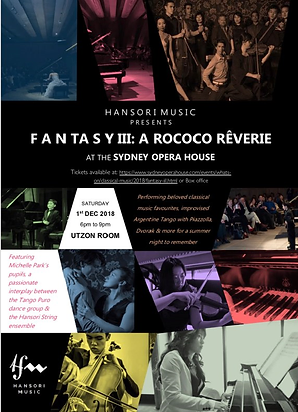 HANSORI MUSIC
PRESENTS
FANTASY III: A ROCOCO RÊVERIE
AT THE SYDNEY OPERA HOUSE
Tickets available at: https://www.sydneyoperahouse.com/events/whats-
on/classical-music/2018/fantasy-iii.html or Box office
SATURDAY
1ST DEC 2018
6pm to 9pm
UTZON ROOM
Performing beloved classical
music favourites, improvised
Argentine Tango with Piazzolla,
Dvorak & more for a summer
night to remember
Featuring
Michelle Park's
pupils, a
passionate
interplay between
the Tango Puro
dance group &
the Hansori String
ensemble
HANSORI
MUSIC